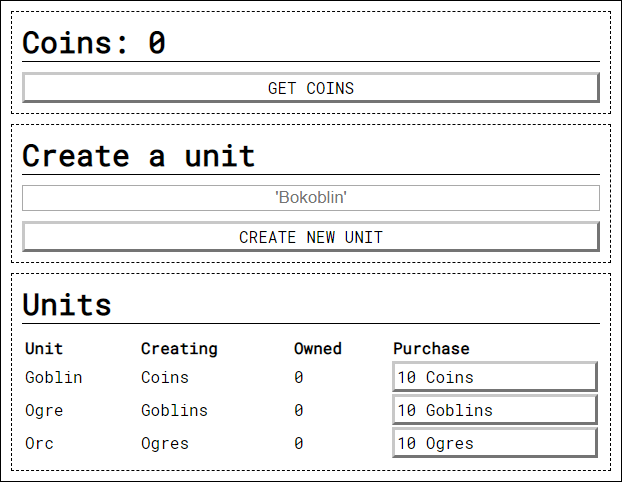 Coins: 0
GET COINS
Create a unit
'Bokoblin'
CREATE NEW UNIT
Units
Unit Creating Owned Purchase
Goblin Coins 0 10 Coins
Ogre Goblins 0 10 Goblins
Orc Ogres 0 10 Ogres